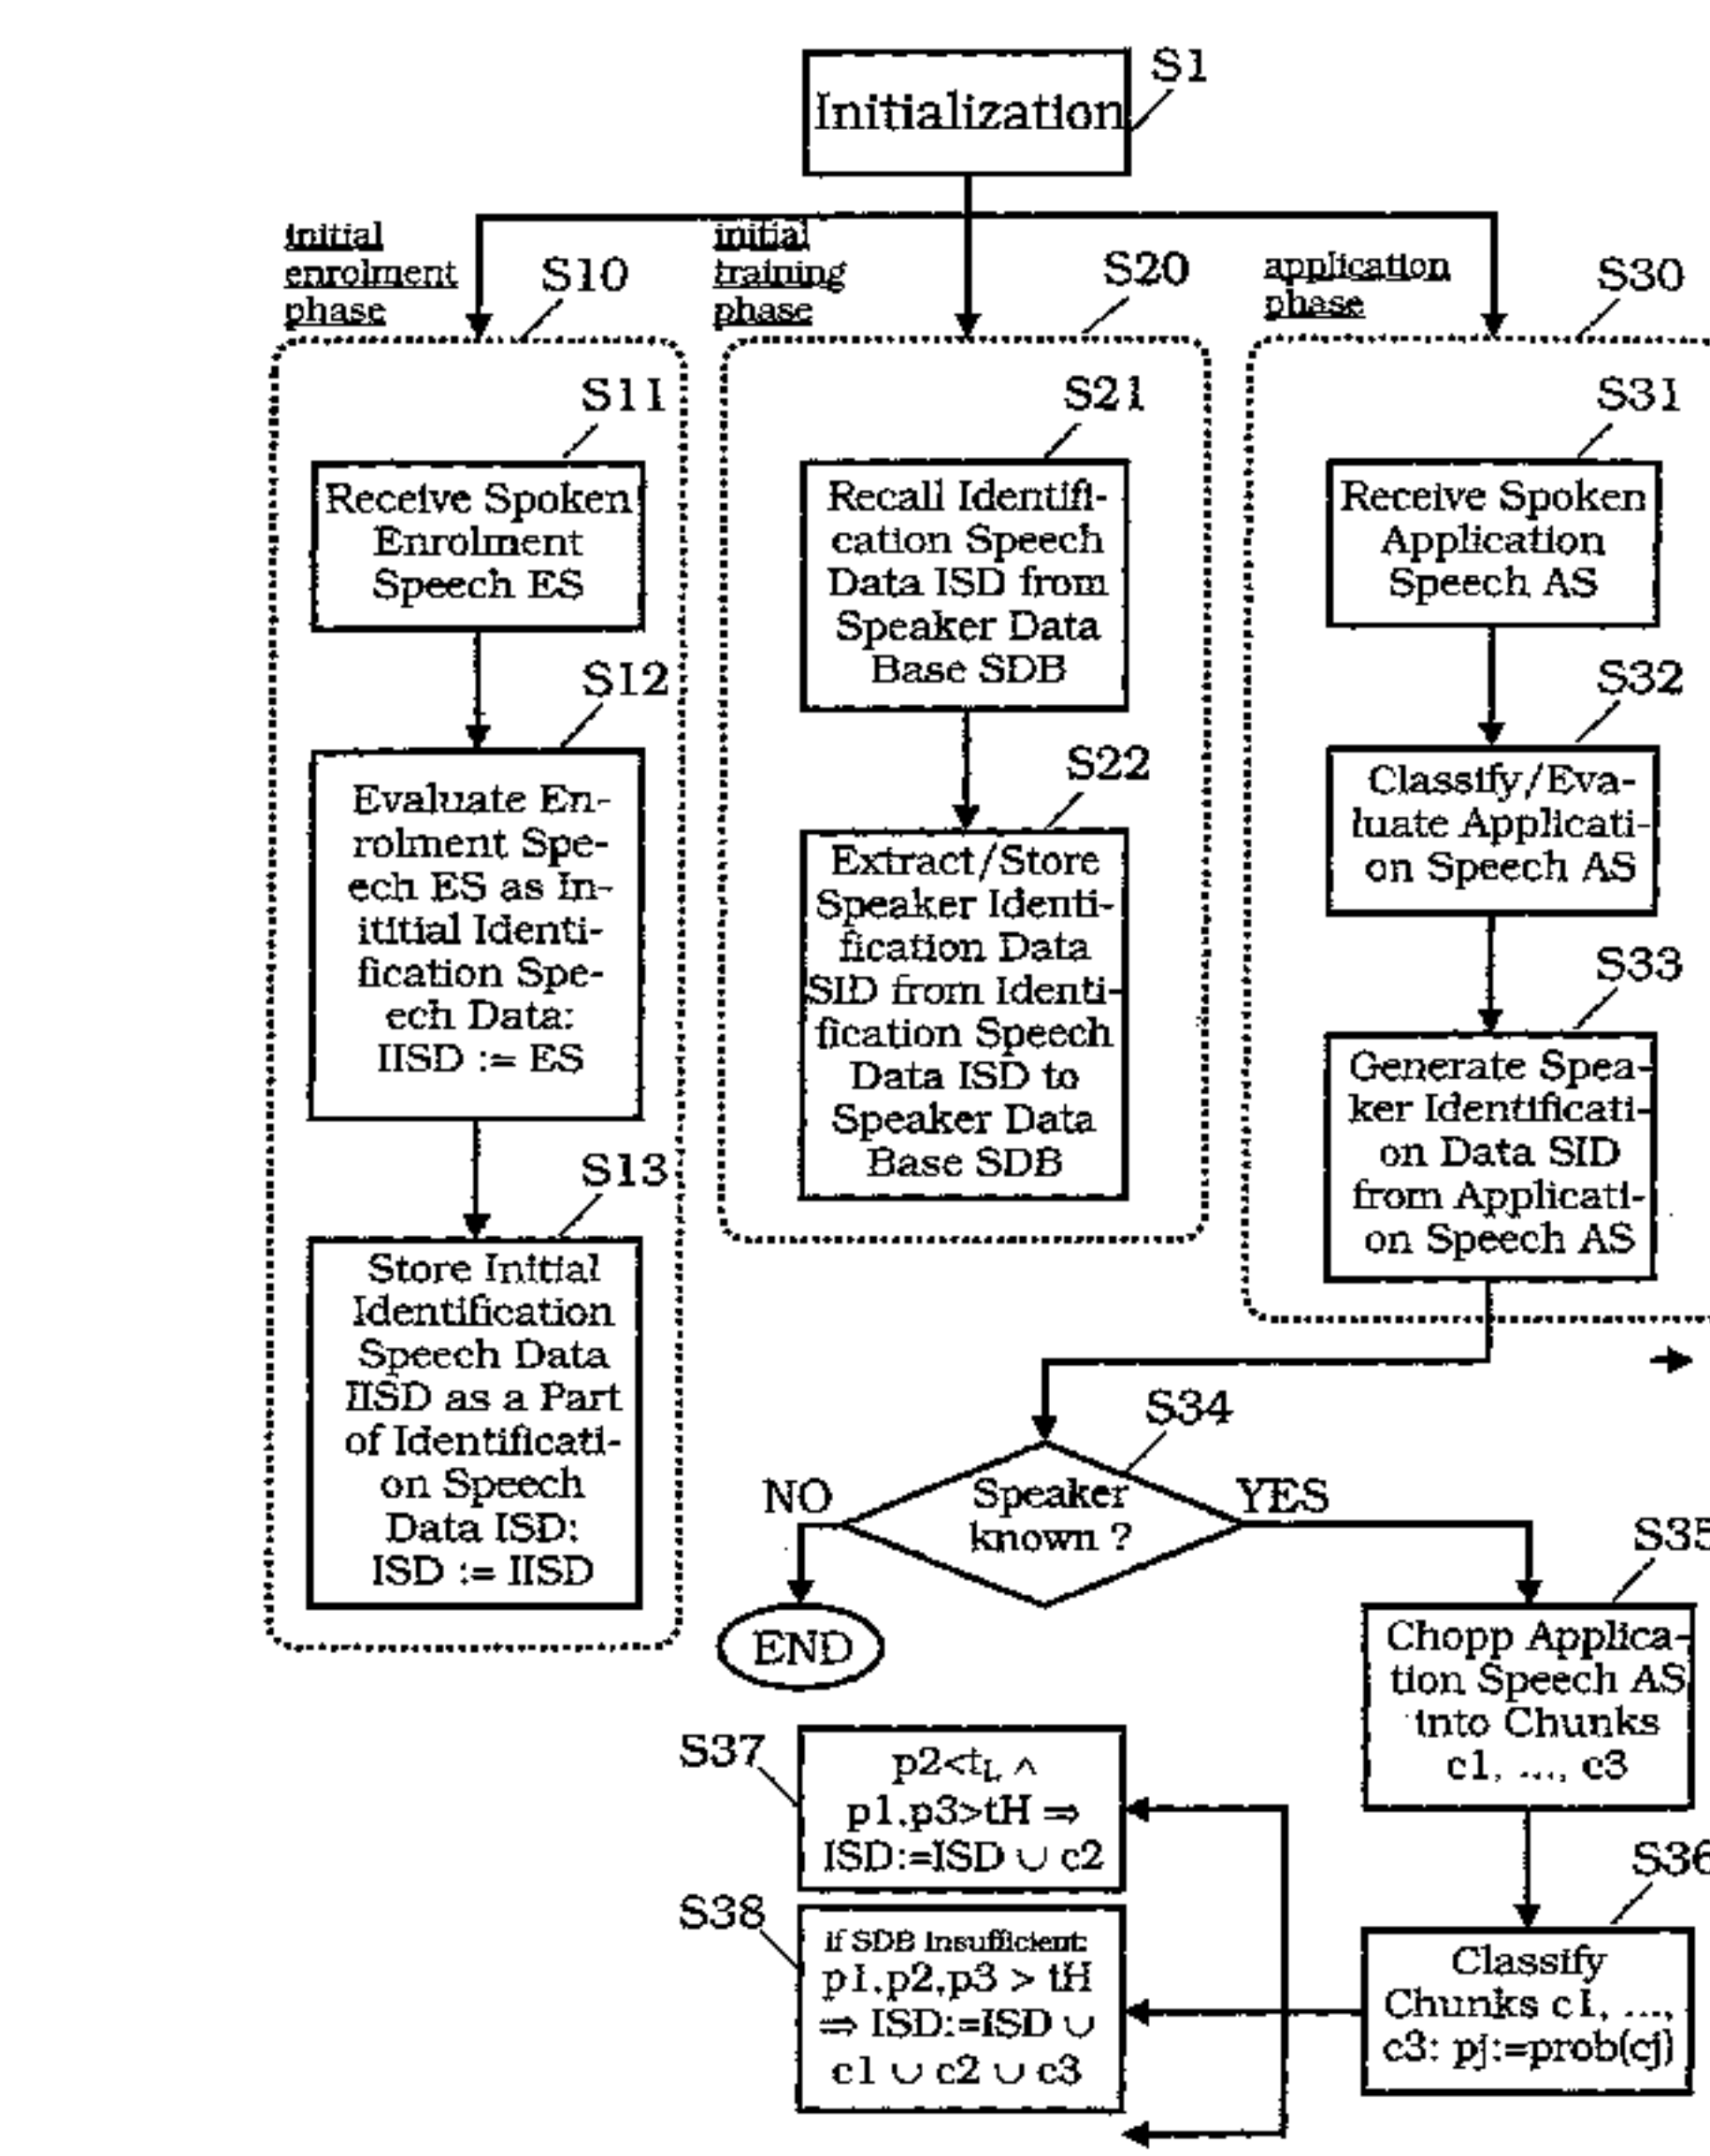 S1
Initialization
initial
enrolment
phase
S10
initial
training
phase
S20
application
phase
S30
S11
Receive Spoken
Enrolment
Speech ES
S12
Evaluate En-
rolment Spe-
ech ES as In-
ititial Identi-
fication Spe-
ech Data:
IISD := ES
S13
Store Initial
Identification
Speech Data
IISD as a Part
of Identificati-
on Speech
Data ISD:
ISD := IISD
S21
Recall Identifi-
cation Speech
Data ISD from
Speaker Data
Base SDB
S22
Extract/Store
Speaker Identi-
fication Data
SID from Identi-
fication Speech
Data ISD to
Speaker Data
Base SDB
S31
Receive Spoken
Application
Speech AS
S32
Classify/Eva-
luate Applicati-
on Speech AS
S33
Generate Spea-
ker Identificati-
on Data SID
from Applicati-
on Speech AS
S34
Speaker
known ?
NO
YES
END
S35
Chopp Applica-
tion Speech AS
into Chunks
c1, ..., c3
S36
Classify
Chunks c1, ...,
c3: pj:=prob(cj)
S37
p2<tL ∧
p1,p3>tH ⇒
ISD:=ISD ∪ c2
S38
if SDB insufficient:
p1,p2,p3 > tH
⇒ ISD:=ISD ∪
c1 ∪ c2 ∪ c3